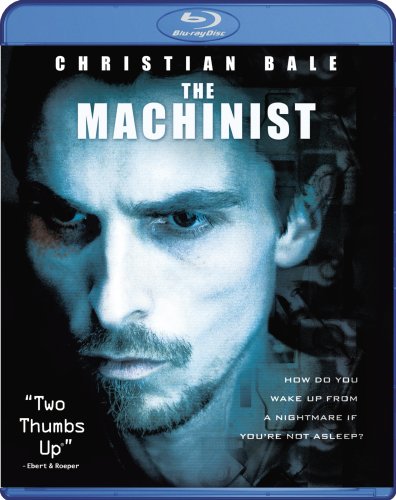 Blu-ray Disc
CHRISTIAN BALE
THE
MACHINIST
HOW DO YOU
WAKE UP FROM
A NIGHTMARE IF
YOU'RE NOT ASLEEP?
“Two
Thumbs
Up®”
- Ebert & Roeper